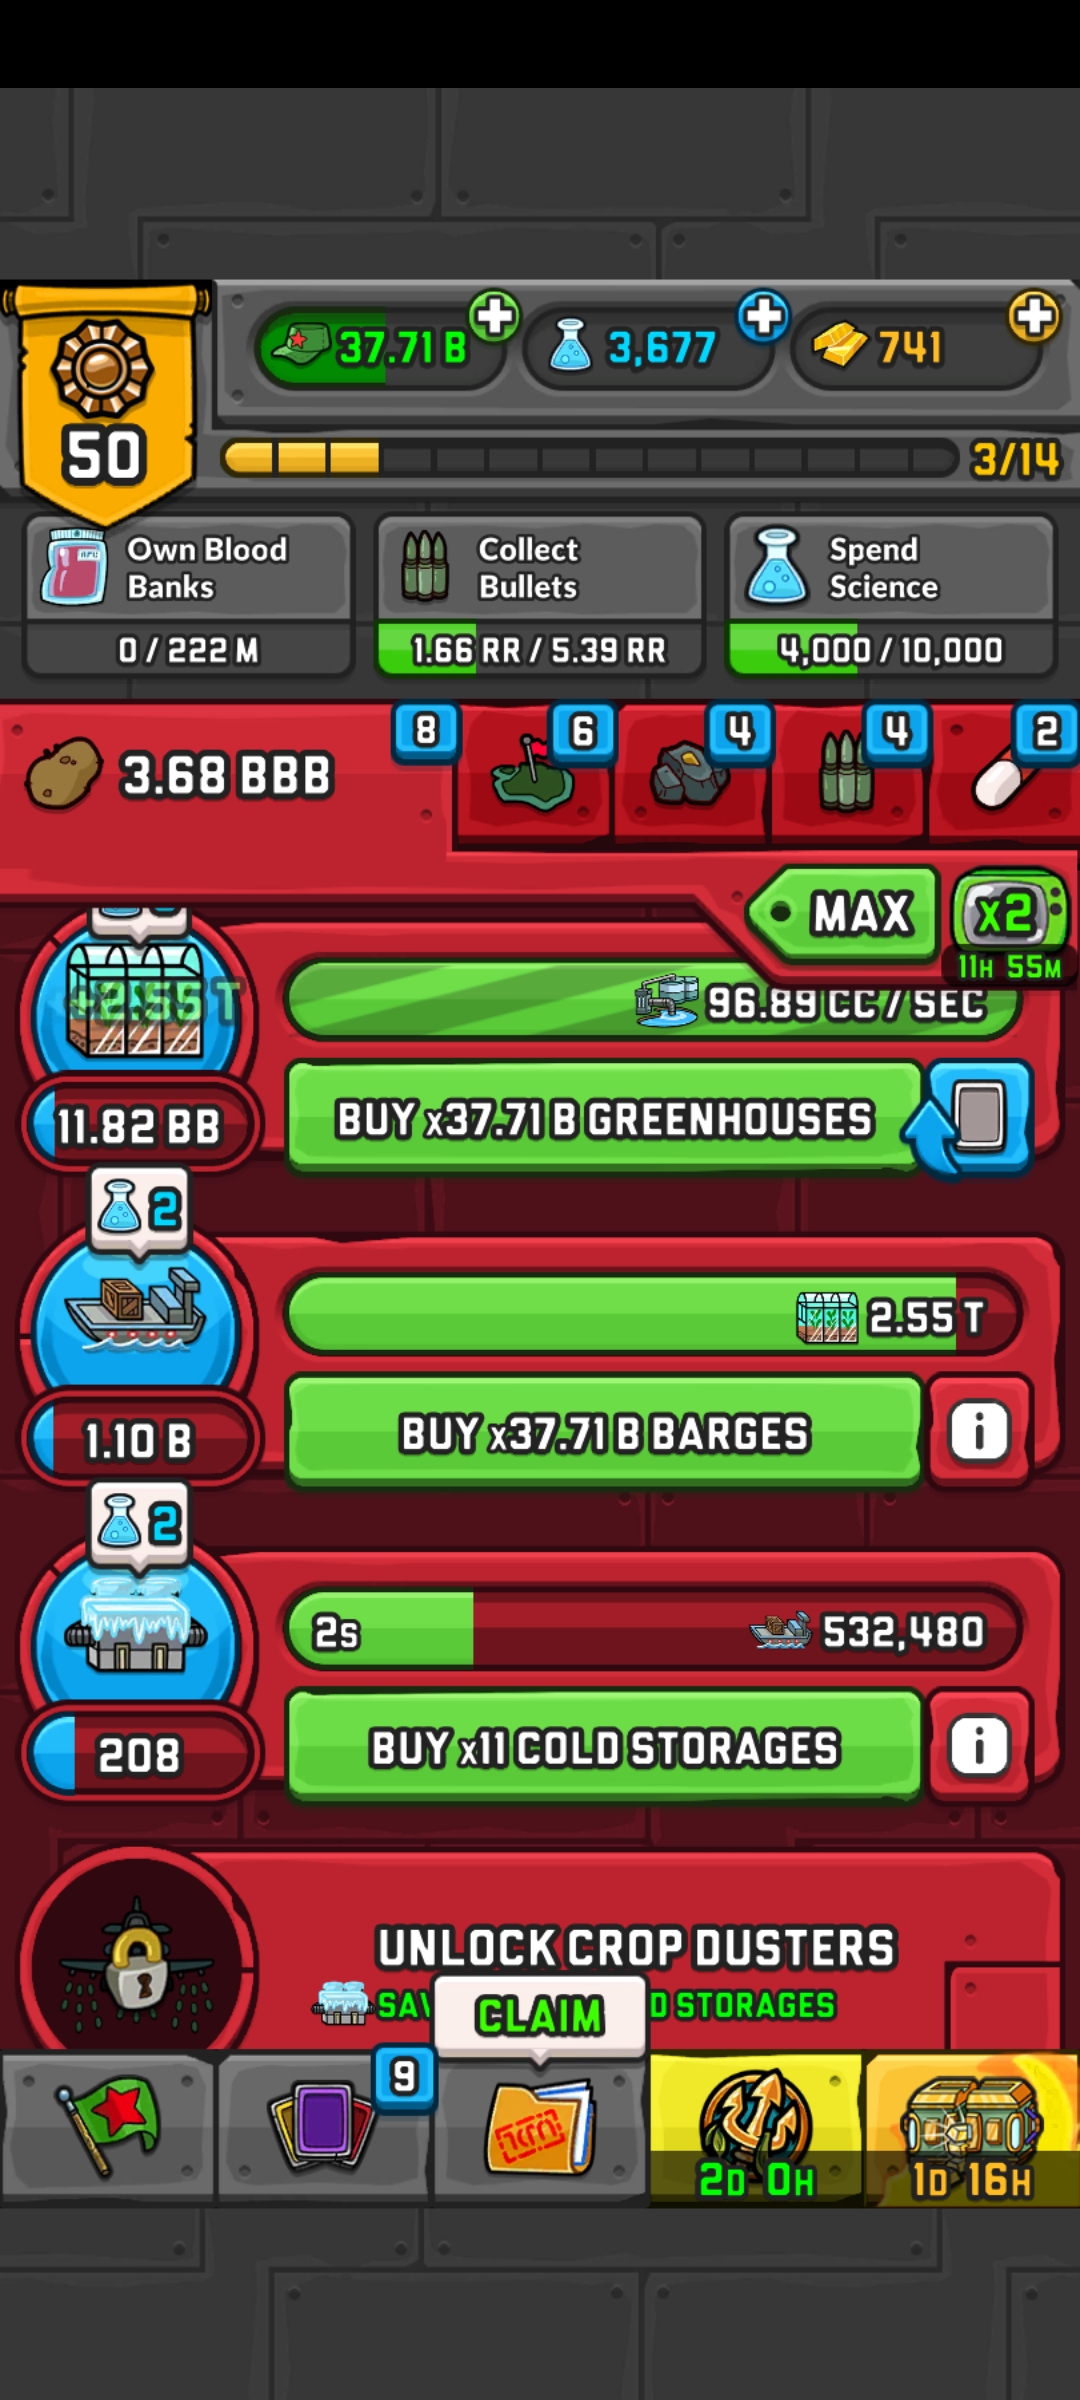 37.71 B
3,677
741
50
3/14
Own Blood
Banks
0 / 222 M
Collect
Bullets
1.66 RR / 5.39 RR
Spend
Science
4,000 / 10,000
3.68 BBB
8
6
4
4
2
MAX
x2
11H 55M
2.55 T
96.89 CC / SEC
11.82 BB
BUY x37.71 B GREENHOUSES
2
2.55 T
1.10 B
BUY x37.71 B BARGES
i
2
2s
532,480
208
BUY x11 COLD STORAGES
i
UNLOCK CROP DUSTERS
D STORAGES
CLAIM
9
2D 0H
1D 16H